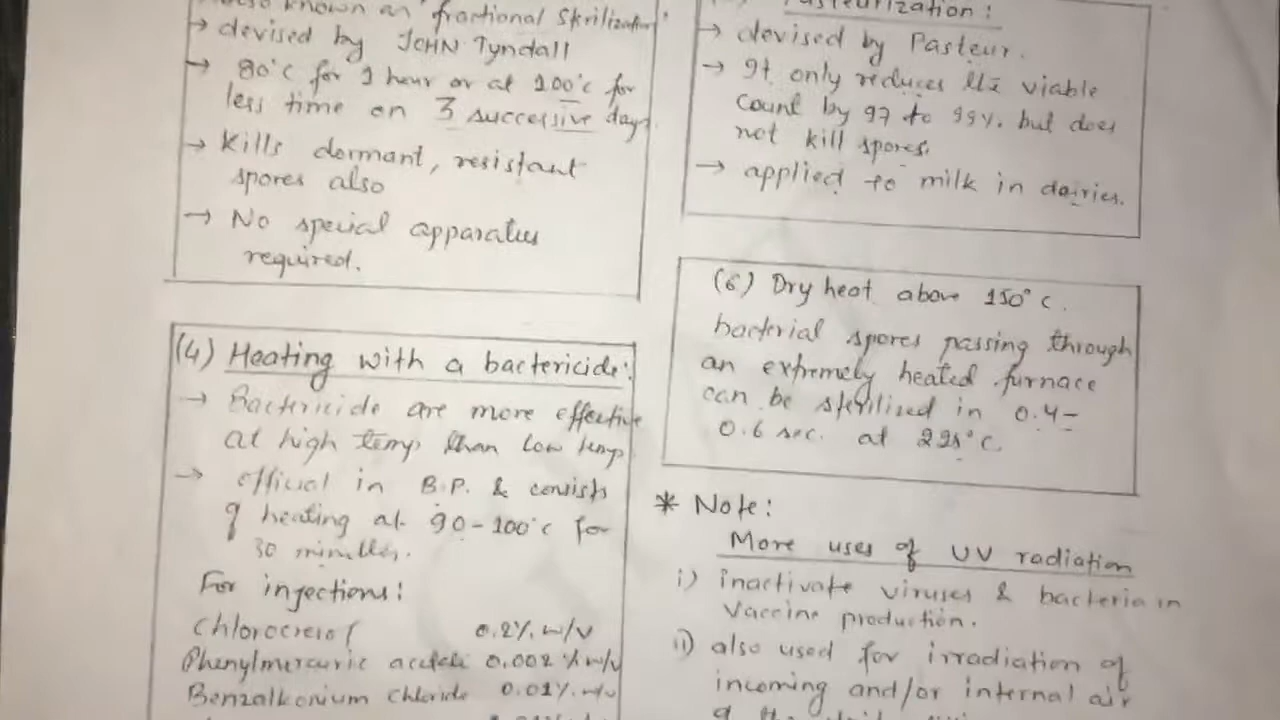 also known as 'fractional Sterilization'
→ devised by JOHN Tyndall
→ 80°c for 1 hour or at 100°c for
less time on 3 successive days.
→ Kills dormant, resistant
spores also
→ No special apparatus
required.
(4) Heating with a bactericide:
→ Bactericide are more effective
at high temp than low temp
→ official in B.P. & consists
of heating at 90-100°c for
30 minutes.
For injections:
Chlorocresol 0.2% w/v
Phenylmercuric acetate 0.002% w/v
Benzalkonium chloride 0.01% w/v
Pasteurization:
→ devised by Pasteur.
→ It only reduces the viable
count by 97 to 99%. but does
not kill spores.
→ applied to milk in dairies.
(6) Dry heat above 150°c.
bacterial spores passing through
an extremely heated furnace
can be sterilised in 0.4-
0.6 sec. at 225°c.
* Note:
More uses of UV radiation
i) inactivate viruses & bacteria in
Vaccine production.
ii) also used for irradiation of
incoming and/or internal air